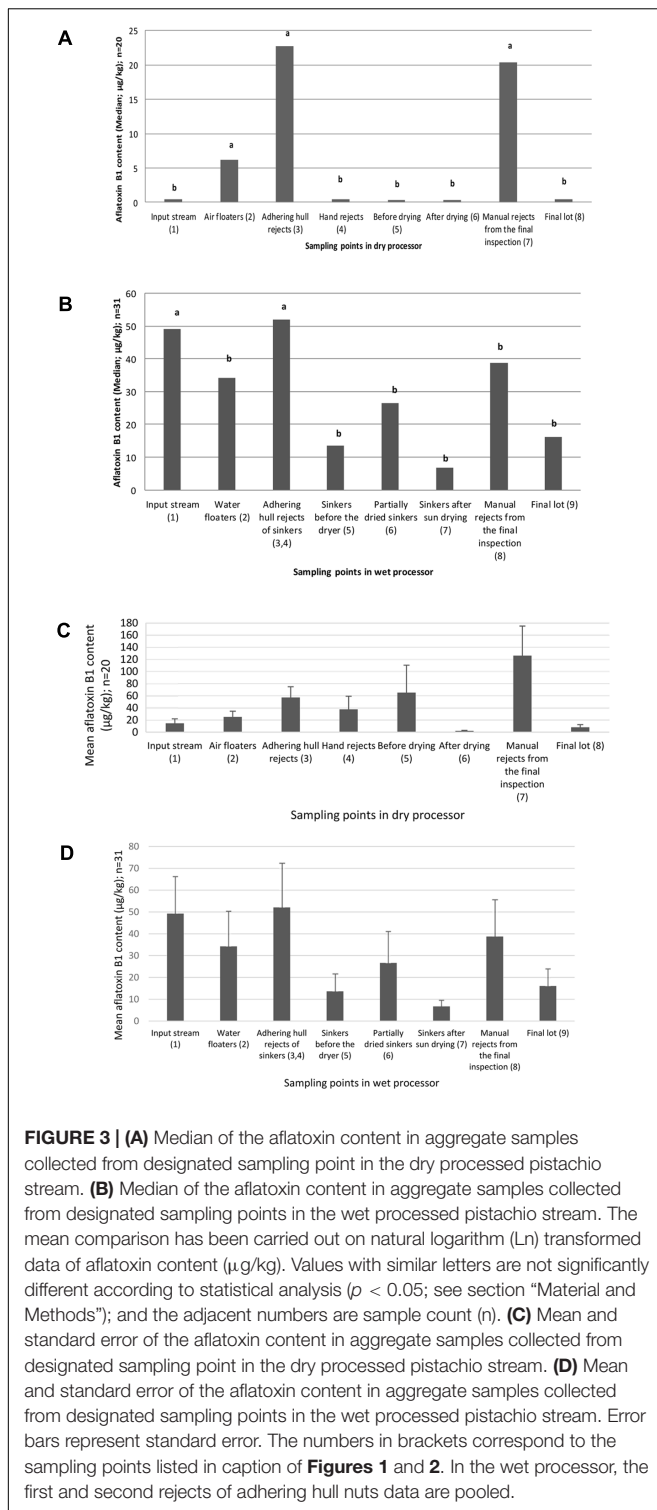 A
Aflatoxin B1 content (Median; µg/kg); n=20
25
20
15
10
5
0
b
a
a
b
b
b
a
b
Input stream (1)
Air floaters (2)
Adhering hull rejects (3)
Hand rejects (4)
Before drying (5)
After drying (6)
Manual rejects from the final inspection (7)
Final lot (8)
Sampling points in dry processor
B
Aflatoxin B1 content (Median; µg/kg); n=31
60
50
40
30
20
10
0
a
b
a
b
b
b
b
b
Input stream (1)
Water floaters (2)
Adhering hull rejects of sinkers (3,4)
Sinkers before the dryer (5)
Partially dried sinkers (6)
Sinkers after sun drying (7)
Manual rejects from the final inspection (8)
Final lot (9)
Sampling points in wet processor
C
Mean aflatoxin B1 content (µg/kg); n=20
180
160
140
120
100
80
60
40
20
0
Input stream (1)
Air floaters (2)
Adhering hull rejects (3)
Hand rejects (4)
Before drying (5)
After drying (6)
Manual rejects from the final inspection (7)
Final lot (8)
Sampling points in dry processor
D
Mean aflatoxin B1 content (µg/kg); n=31
80
70
60
50
40
30
20
10
0
Input stream (1)
Water floaters (2)
Adhering hull rejects of sinkers (3,4)
Sinkers before the dryer (5)
Partially dried sinkers (6)
Sinkers after sun drying (7)
Manual rejects from the final inspection (8)
Final lot (9)
Sampling points in wet processor
FIGURE 3 | (A) Median of the aflatoxin content in aggregate samples
collected from designated sampling point in the dry processed pistachio
stream. (B) Median of the aflatoxin content in aggregate samples collected
from designated sampling points in the wet processed pistachio stream. The
mean comparison has been carried out on natural logarithm (Ln) transformed
data of aflatoxin content (µg/kg). Values with similar letters are not significantly
different according to statistical analysis (p < 0.05; see section “Material and
Methods”); and the adjacent numbers are sample count (n). (C) Mean and
standard error of the aflatoxin content in aggregate samples collected from
designated sampling point in the dry processed pistachio stream. (D) Mean
and standard error of the aflatoxin content in aggregate samples collected
from designated sampling points in the wet processed pistachio stream. Error
bars represent standard error. The numbers in brackets correspond to the
sampling points listed in caption of Figures 1 and 2. In the wet processor, the
first and second rejects of adhering hull nuts data are pooled.